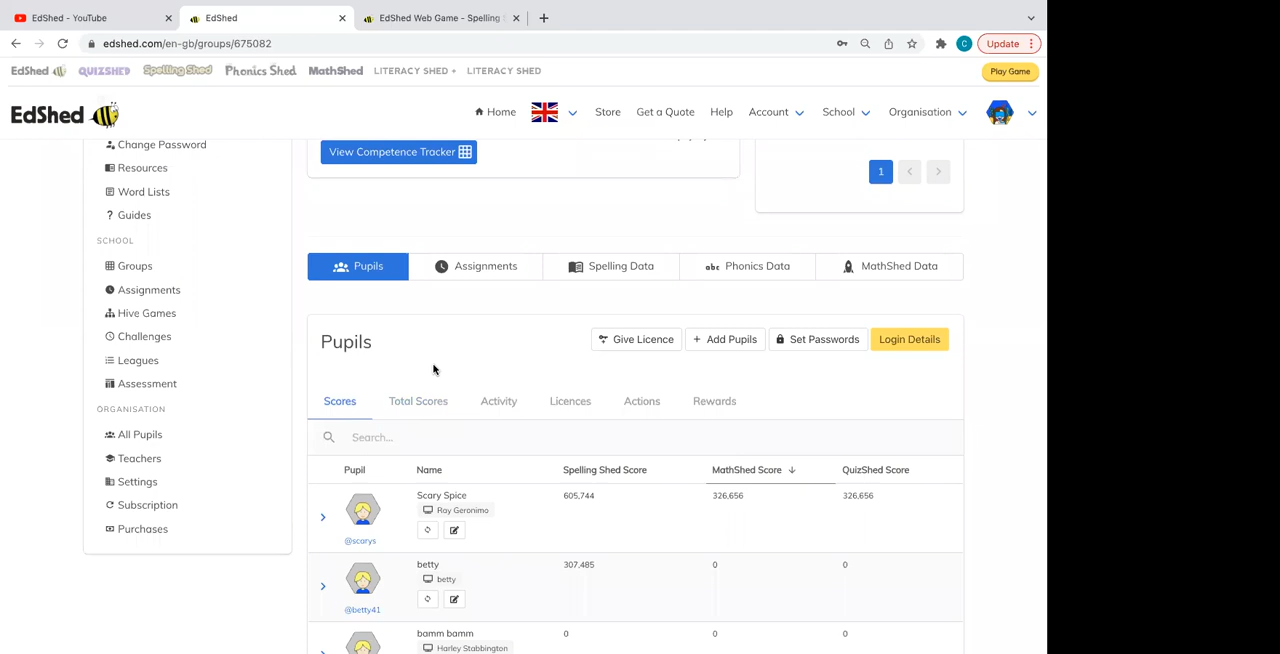 EdShed - YouTube
EdShed
EdShed Web Game - Spelling
edshed.com/en-gb/groups/675082
C
Update
EdShed QUIZSHED Spelling Shed Phonics Shed MathShed LITERACY SHED + LITERACY SHED
Play Game
EdShed
Home Store Get a Quote Help Account School Organisation
Change Password
Resources
Word Lists
? Guides
SCHOOL
Groups
Assignments
Hive Games
Challenges
Leagues
Assessment
ORGANISATION
All Pupils
Teachers
Settings
Subscription
Purchases
View Competence Tracker
1
Pupils Assignments Spelling Data abc Phonics Data MathShed Data
Pupils
Give Licence + Add Pupils Set Passwords Login Details
Scores Total Scores Activity Licences Actions Rewards
Search...
Pupil Name Spelling Shed Score MathShed Score QuizShed Score
Scary Spice 605,744 326,656 326,656
Ray Geronimo
@scarys
betty 307,485 0 0
betty
@betty41
bamm bamm 0 0 0
Harley Stabbington